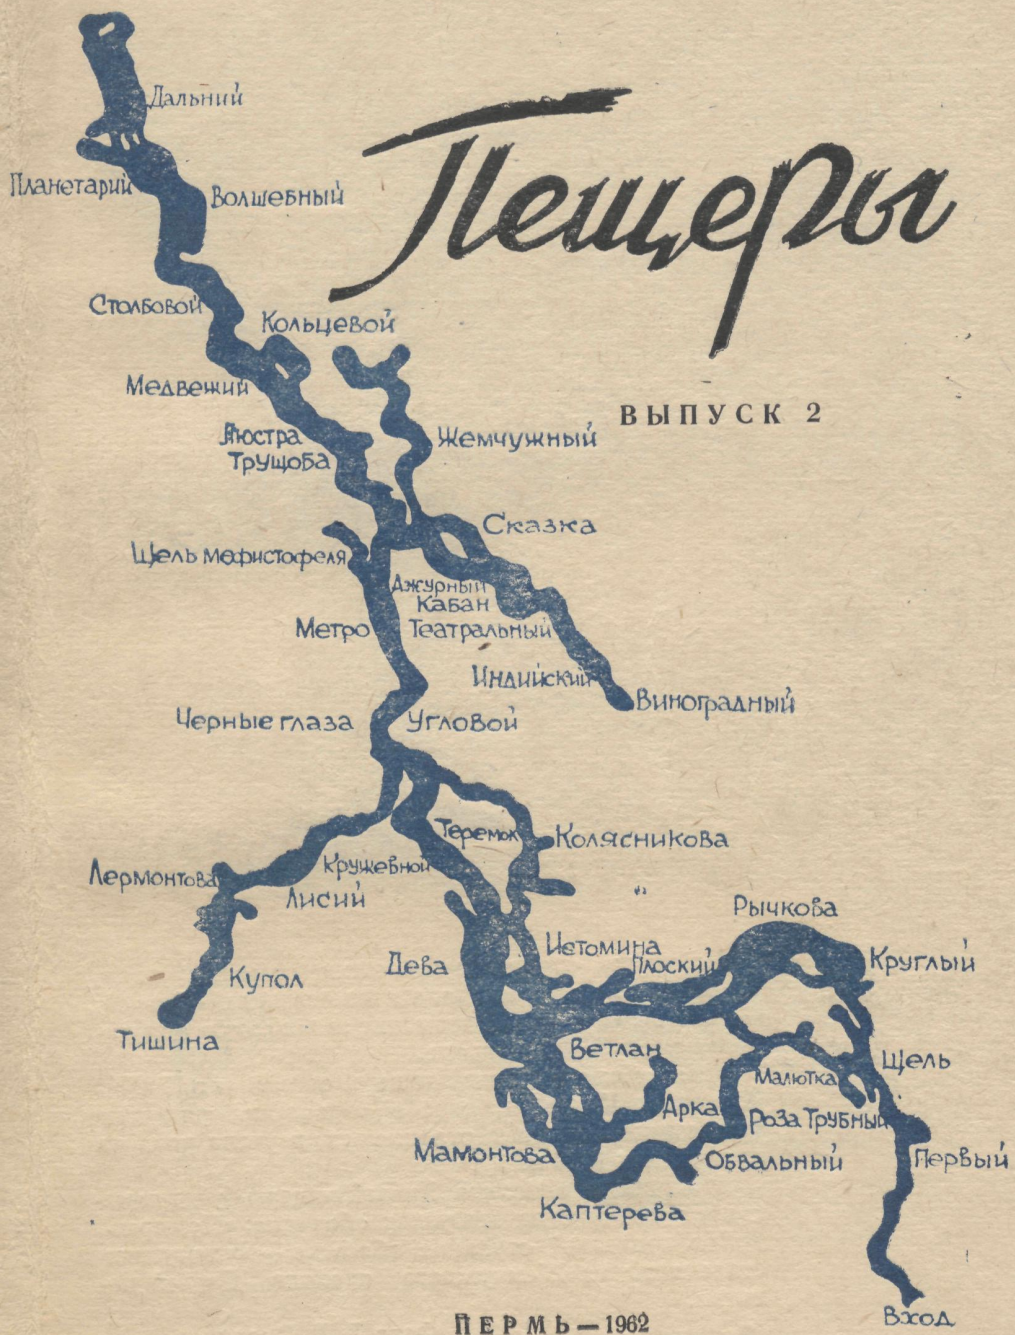 Дальний
Пещеры
Планетарий
Волшебный
Столбовой
Кольцевой
Медвежий
ВЫПУСК 2
Люстра
Трущоба
Жемчужный
Сказка
Щель мефистофеля
Ажурный
Кабан
Метро
Театральный
Индийский
Виноградный
Черные глаза
Угловой
Теремок
Колясникова
Кружевной
Лермонтова
Лисий
Рычкова
Истомина
Плоский
Круглый
Дева
Купол
Тишина
Ветлан
Щель
Малютка
Арка
Роза Трубный
Мамонтова
Обвальный
Первый
Каптерева
Вход
ПЕРМЬ—1962